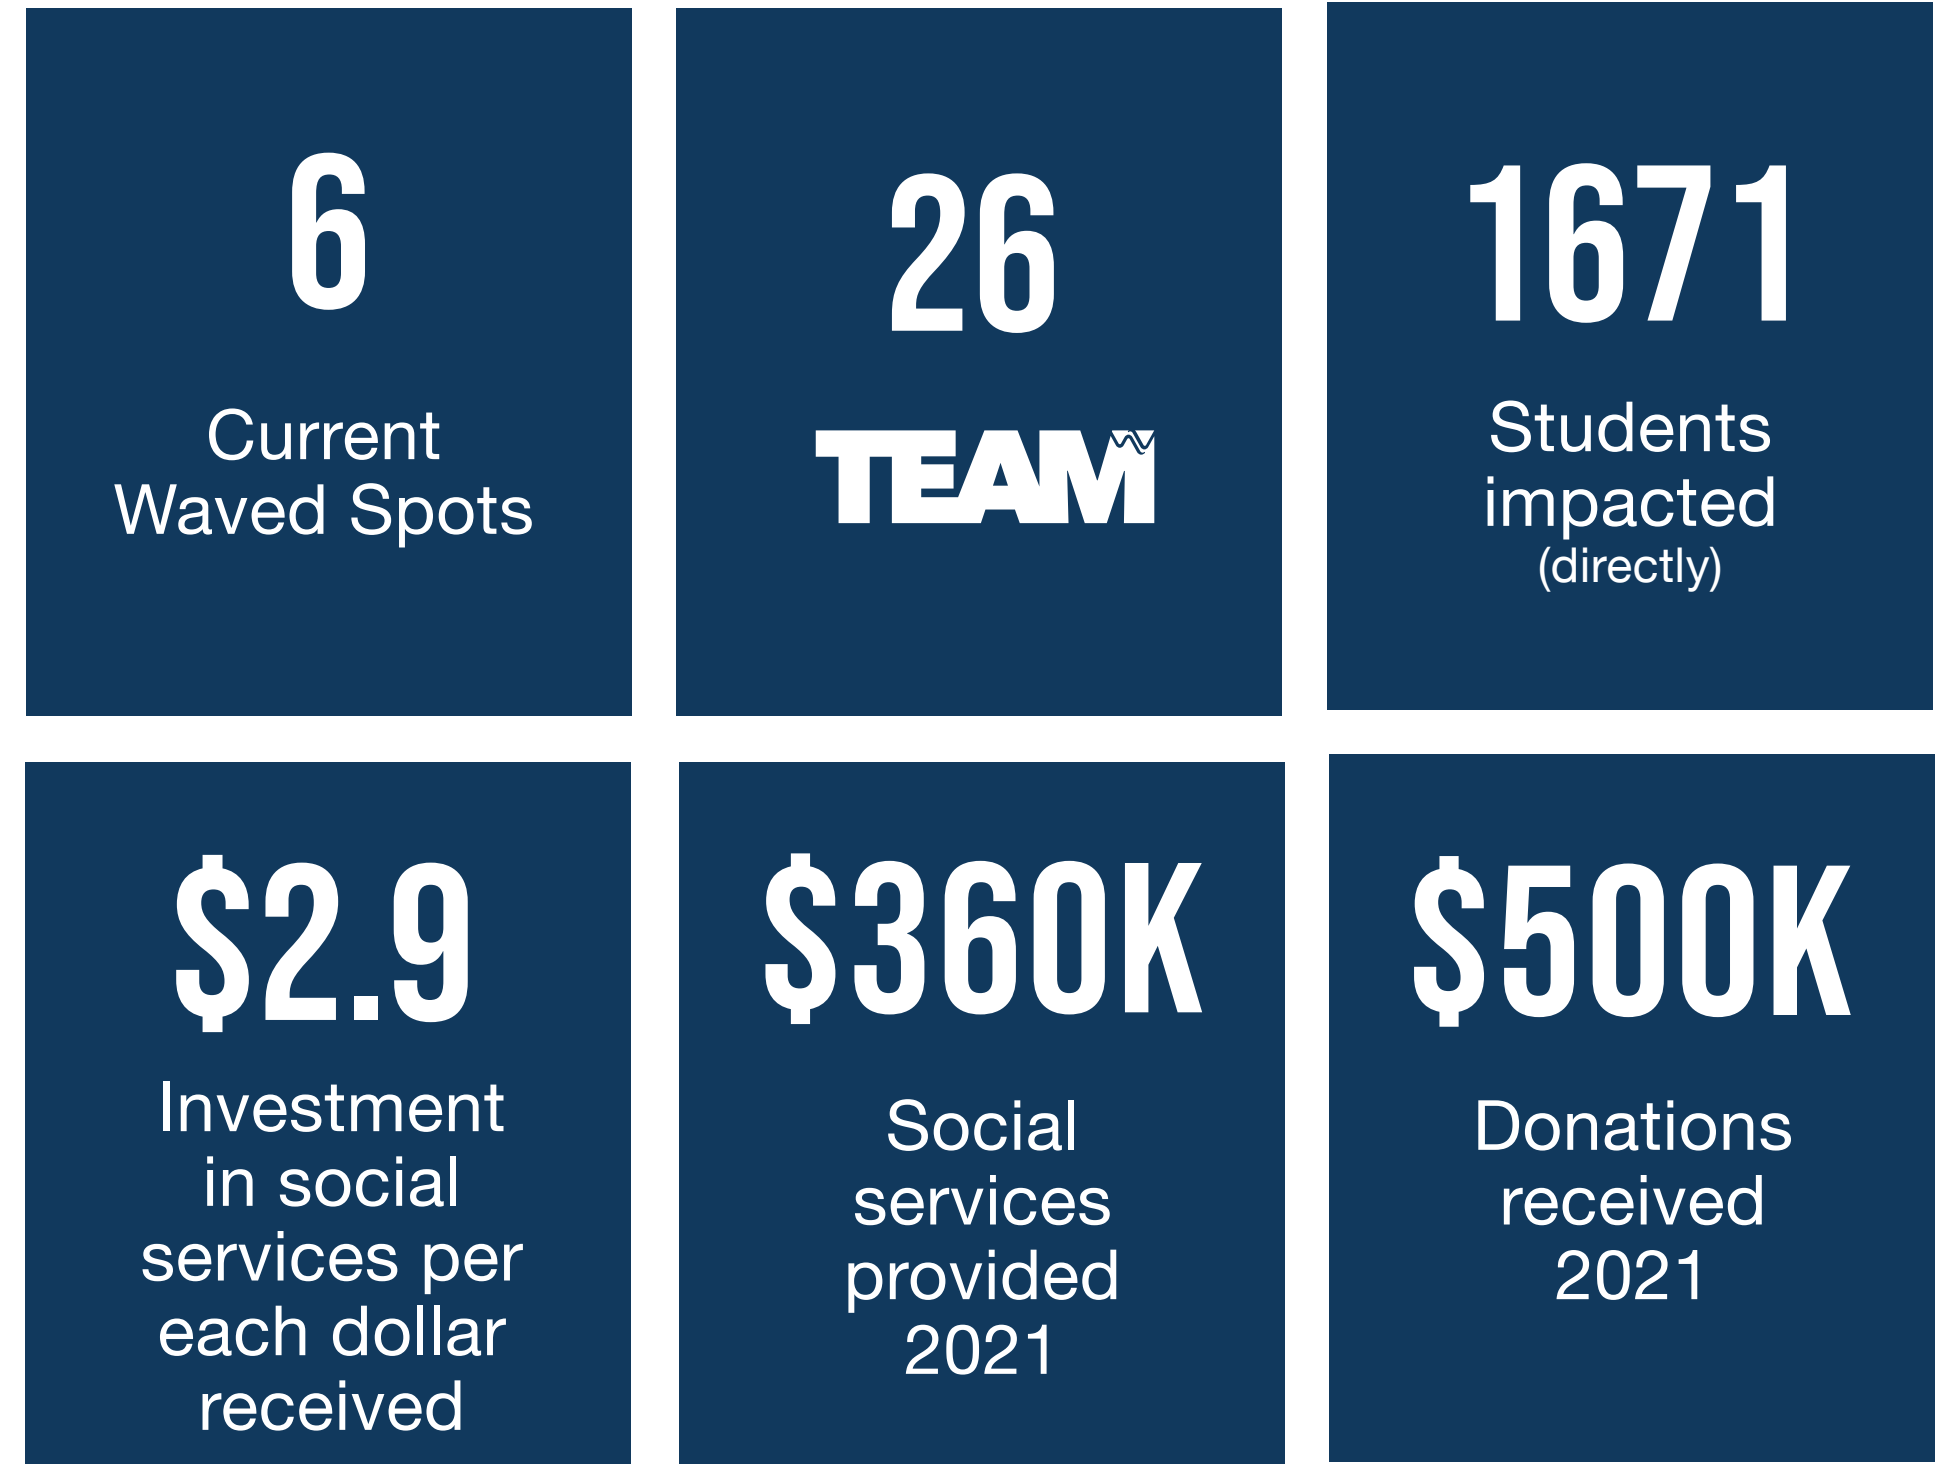 6
Current
Waved Spots
26
TEAM
1671
Students
impacted
(directly)
$2.9
Investment
in social
services per
each dollar
received
$360K
Social
services
provided
2021
$500K
Donations
received
2021